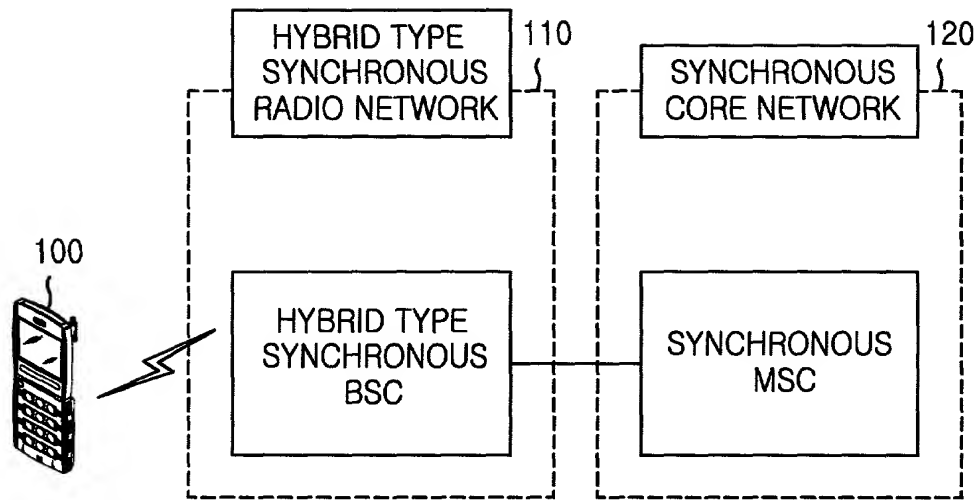 HYBRID TYPE
SYNCHRONOUS
RADIO NETWORK
110
SYNCHRONOUS
CORE NETWORK
120
100
HYBRID TYPE
SYNCHRONOUS
BSC
SYNCHRONOUS
MSC